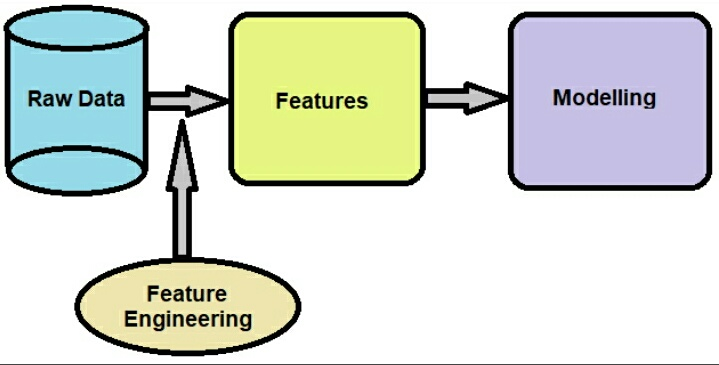 Raw Data
Features
Modelling
Feature
Engineering